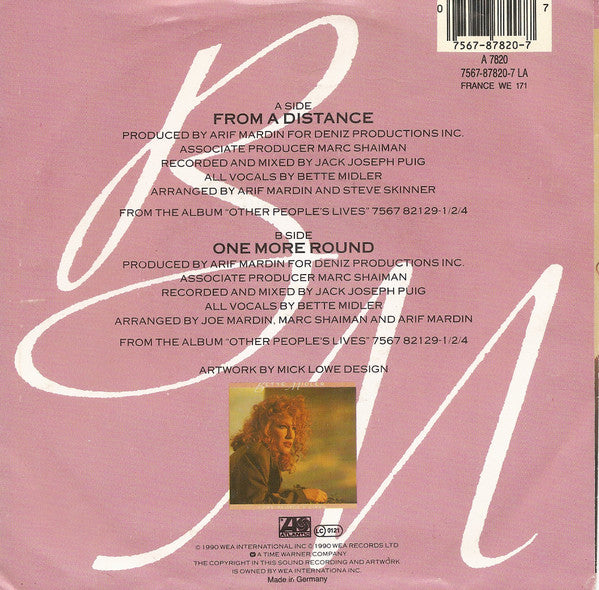 BM
0 7
7567-87820-7
A 7820
7567-87820-7 LA
FRANCE WE 171
A SIDE
FROM A DISTANCE
PRODUCED BY ARIF MARDIN FOR DENIZ PRODUCTIONS INC.
ASSOCIATE PRODUCER MARC SHAIMAN
RECORDED AND MIXED BY JACK JOSEPH PUIG
ALL VOCALS BY BETTE MIDLER
ARRANGED BY ARIF MARDIN AND STEVE SKINNER
FROM THE ALBUM "OTHER PEOPLE'S LIVES" 7567 82129-1/2/4
B SIDE
ONE MORE ROUND
PRODUCED BY ARIF MARDIN FOR DENIZ PRODUCTIONS INC.
ASSOCIATE PRODUCER MARC SHAIMAN
RECORDED AND MIXED BY JACK JOSEPH PUIG
ALL VOCALS BY BETTE MIDLER
ARRANGED BY JOE MARDIN, MARC SHAIMAN AND ARIF MARDIN
FROM THE ALBUM "OTHER PEOPLE'S LIVES" 7567 82129-1/2/4
ARTWORK BY MICK LOWE DESIGN
BETTE MIDLER
ATLANTIC
LC 0121
℗ 1990 WEA INTERNATIONAL INC © 1990 WEA RECORDS LTD
A TIME WARNER COMPANY
THE COPYRIGHT IN THIS SOUND RECORDING AND ARTWORK
IS OWNED BY WEA INTERNATIONA INC.
Made in Germany